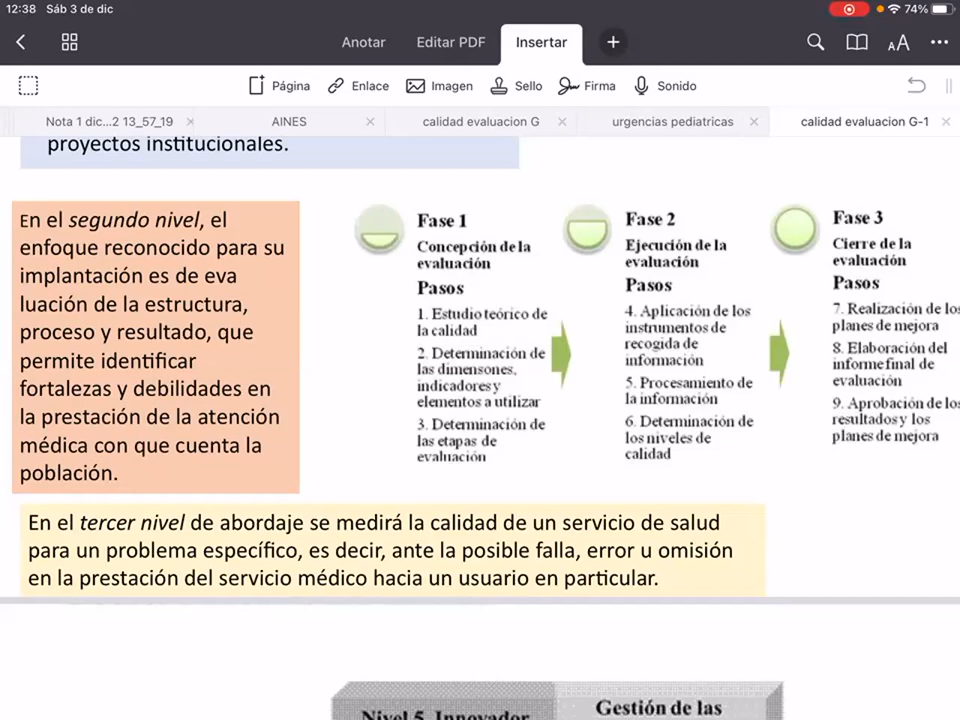 12:38 Sáb 3 de dic
74%
Anotar Editar PDF Insertar
Página Enlace Imagen Sello Firma Sonido
Nota 1 dic...2 13_57_19 AINES calidad evaluacion G urgencias pediatricas calidad evaluacion G-1
proyectos institucionales.
En el segundo nivel, el
enfoque reconocido para su
implantación es de eva
luación de la estructura,
proceso y resultado, que
permite identificar
fortalezas y debilidades en
la prestación de la atención
médica con que cuenta la
población.
Fase 1
Concepción de la
evaluación
Pasos
1. Estudio teórico de
la calidad
2. Determinación de
las dimensones,
indicadores y
elementos a utilizar
3. Determinación de
las etapas de
evaluación
Fase 2
Ejecución de la
evaluación
Pasos
4. Aplicación de los
instrumentos de
recogida de
información
5. Procesamiento de
la información
6. Determinación de
los niveles de
calidad
Fase 3
Cierre de la
evaluación
Pasos
7. Realización de los
planes de mejora
8. Elaboración del
informe final de
evaluación
9. Aprobación de los
resultados y los
planes de mejora
En el tercer nivel de abordaje se medirá la calidad de un servicio de salud
para un problema específico, es decir, ante la posible falla, error u omisión
en la prestación del servicio médico hacia un usuario en particular.
Nivel 5. Innovador
Gestión de las